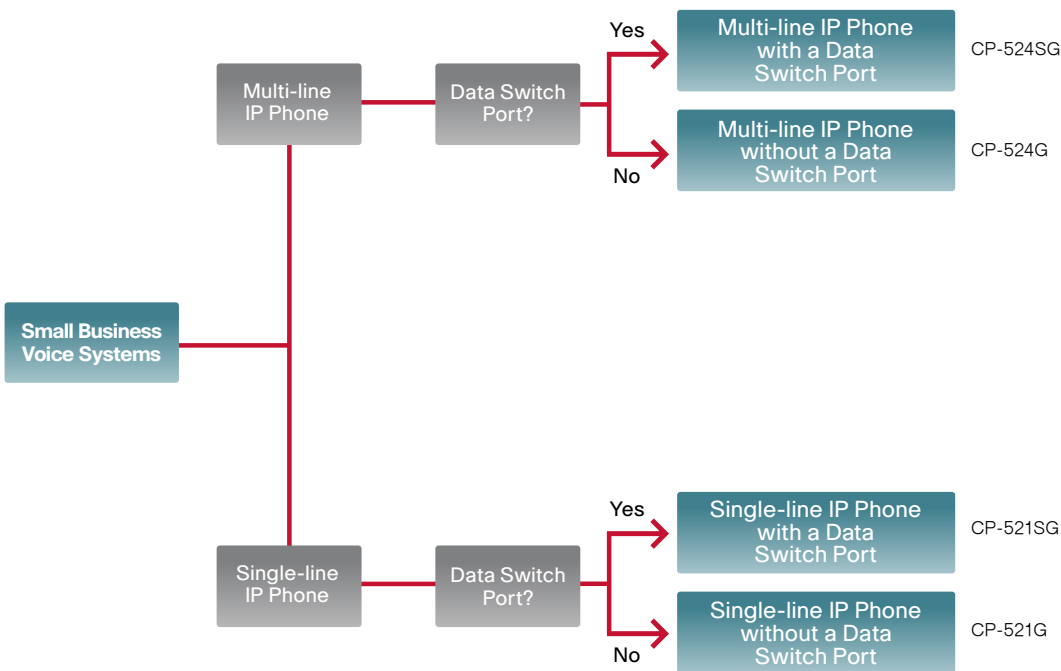 Yes
Multi-line IP Phone
with a Data
Switch Port
CP-524SG
Multi-line
IP Phone
Data Switch
Port?
Multi-line IP Phone
without a Data
Switch Port
CP-524G
No
Small Business
Voice Systems
Yes
Single-line IP Phone
with a Data
Switch Port
CP-521SG
Single-line
IP Phone
Data Switch
Port?
Single-line IP Phone
without a Data
Switch Port
CP-521G
No